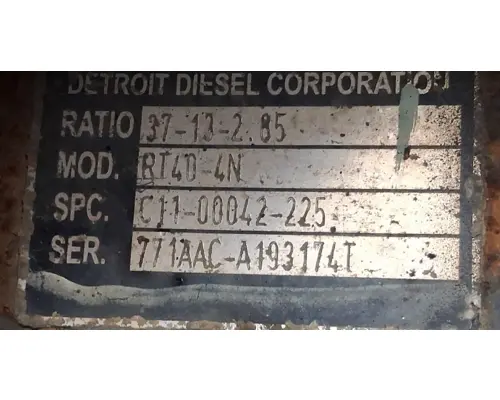 DETROIT DIESEL CORPORATION
RATIO 37-13-2.85
MOD. RT40-4N
SPC. C11-00042-225
SER. 771AAC-A193174T